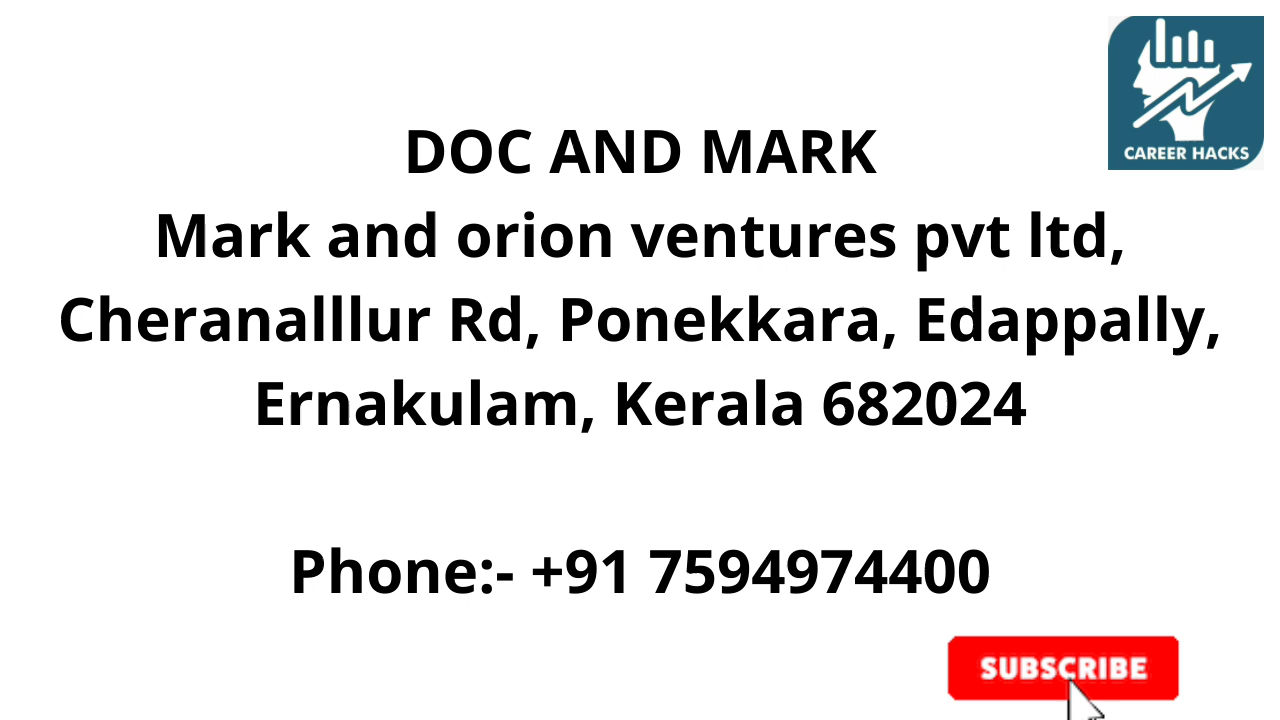 CAREER HACKS
DOC AND MARK
Mark and orion ventures pvt ltd,
Cheranalllur Rd, Ponekkara, Edappally,
Ernakulam, Kerala 682024
Phone:- +91 7594974400
SUBSCRIBE